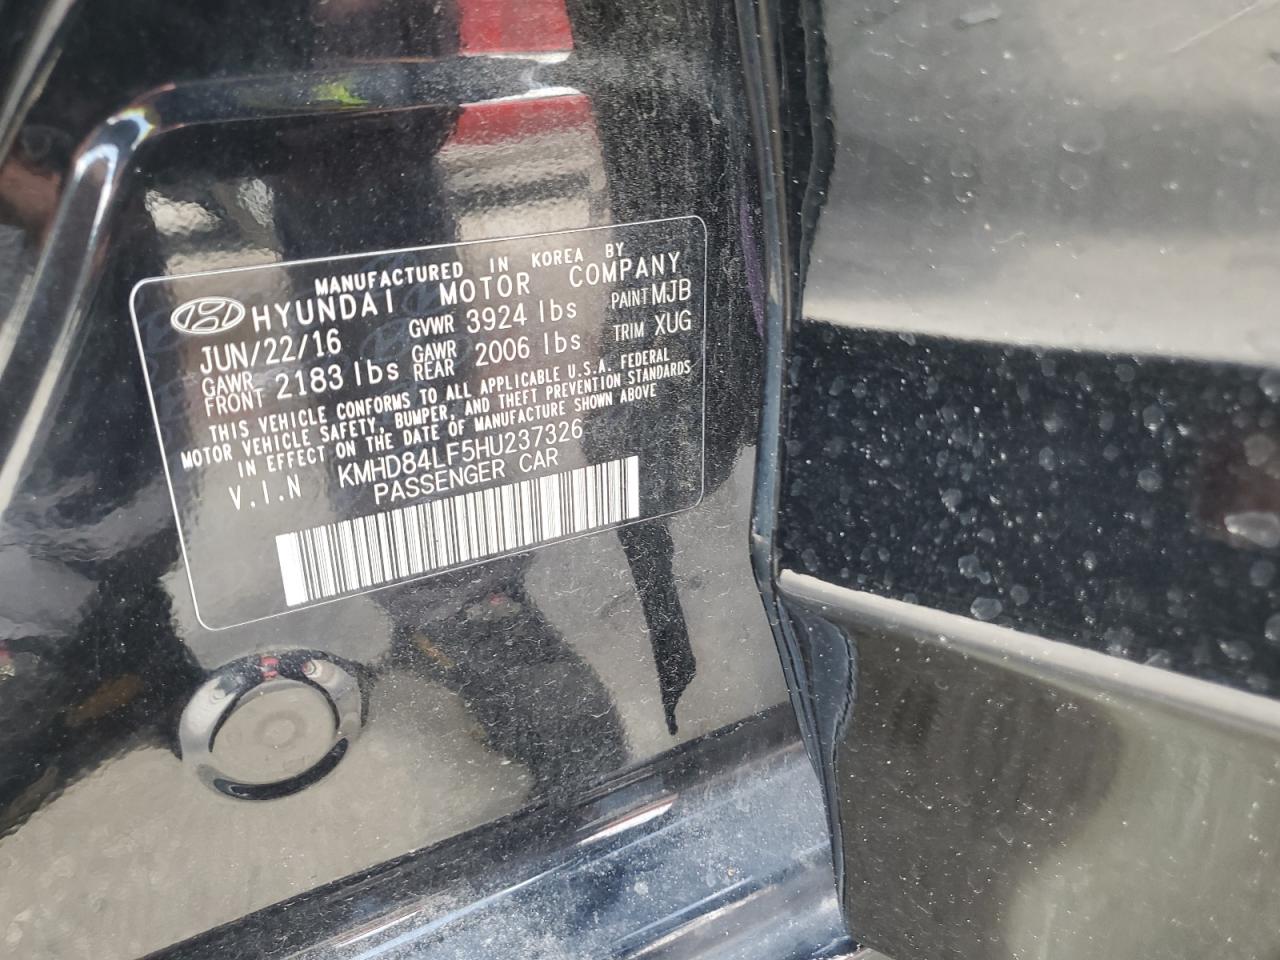 MANUFACTURED IN KOREA BY
HYUNDAI MOTOR COMPANY
JUN/22/16 GVWR 3924 lbs PAINT MJB
GAWR FRONT 2183 lbs GAWR REAR 2006 lbs TRIM XUG
THIS VEHICLE CONFORMS TO ALL APPLICABLE U.S.A. FEDERAL
MOTOR VEHICLE SAFETY, BUMPER, AND THEFT PREVENTION STANDARDS
IN EFFECT ON THE DATE OF MANUFACTURE SHOWN ABOVE
V.I.N KMHD84LF5HU237326
PASSENGER CAR